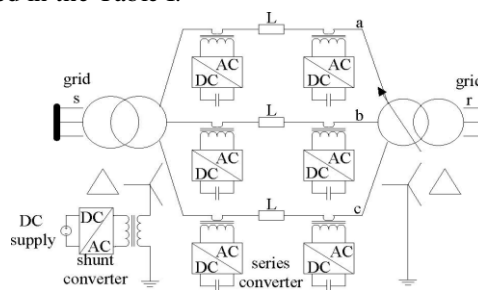 ed in the Table I.
L a
AC DC AC DC
grid s
grid r
L b
AC DC AC DC
L c
DC supply
DC AC
shunt converter
AC DC AC DC
series converter